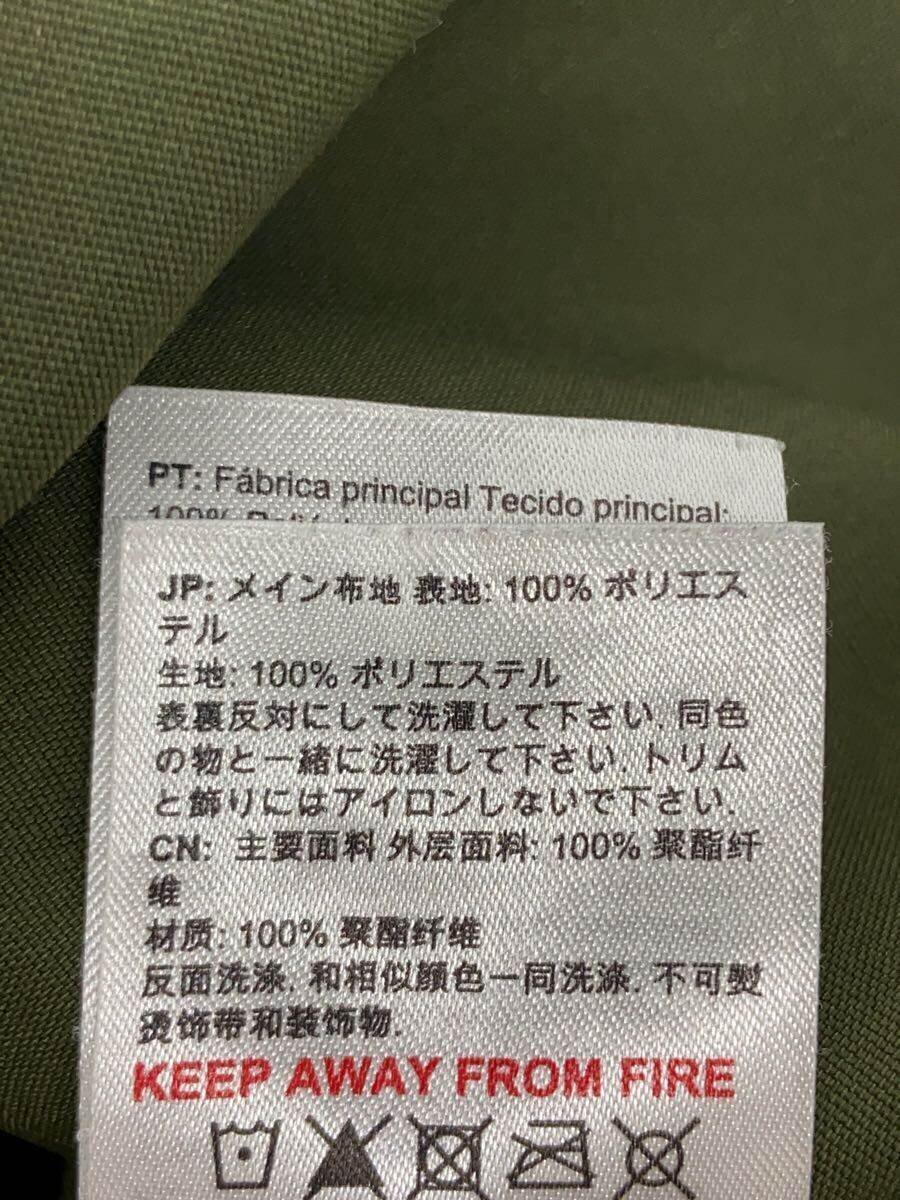 PT: Fábrica principal Tecido principal:
100%
JP: メイン布地 表地: 100% ポリエス
テル
生地: 100% ポリエステル
表裏反対にして洗濯して下さい. 同色
の物と一緒に洗濯して下さい. トリム
と飾りにはアイロンしないで下さい.
CN: 主要面料 外层面料: 100% 聚酯纤
维
材质: 100% 聚酯纤维
反面洗涤. 和相似顔色一同洗涤. 不可熨
烫饰带和装饰物.
KEEP AWAY FROM FIRE